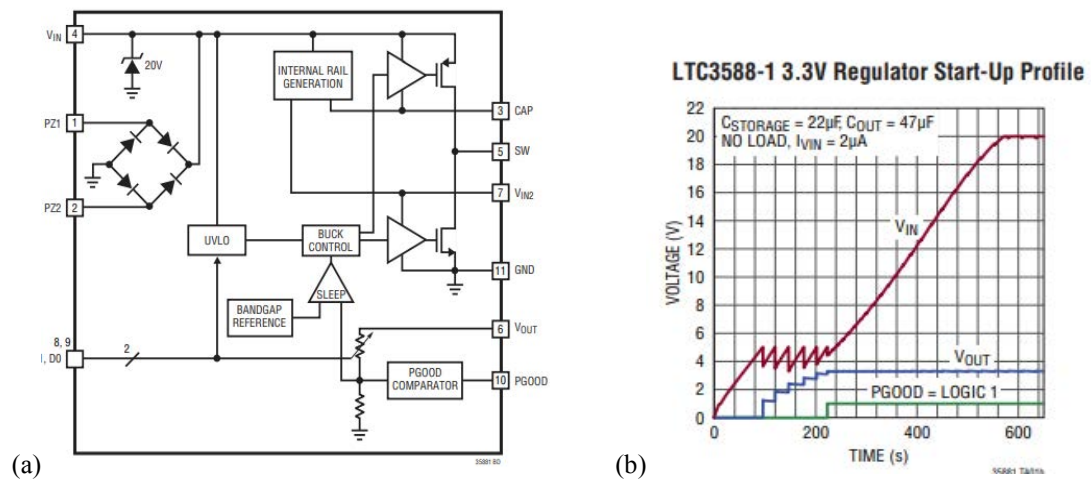 VIN 4
20V
INTERNAL RAIL
GENERATION
3 CAP
PZ1 1
5 SW
7 VIN2
PZ2 2
UVLO
BUCK
CONTROL
11 GND
SLEEP
BANDGAP
REFERENCE
6 VOUT
8, 9
1, D0
2
PGOOD
COMPARATOR
10 PGOOD
35881 BD
(a)
LTC3588-1 3.3V Regulator Start-Up Profile
22
20
18
16
14
12
10
8
6
4
2
0
VOLTAGE (V)
CSTORAGE = 22µF, COUT = 47µF
NO LOAD, IVIN = 2µA
VIN
VOUT
PGOOD = LOGIC 1
0 200 400 600
TIME (s)
(b)